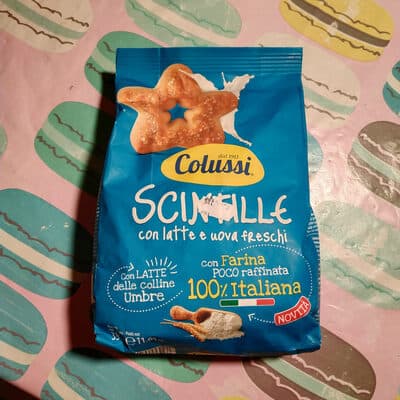 dal 1911
Colussi
SCINTILLE
con latte e uova freschi
con LATTE
delle colline
Umbre
con Farina
POCO raffinata
100% Italiana
NOVITÀ